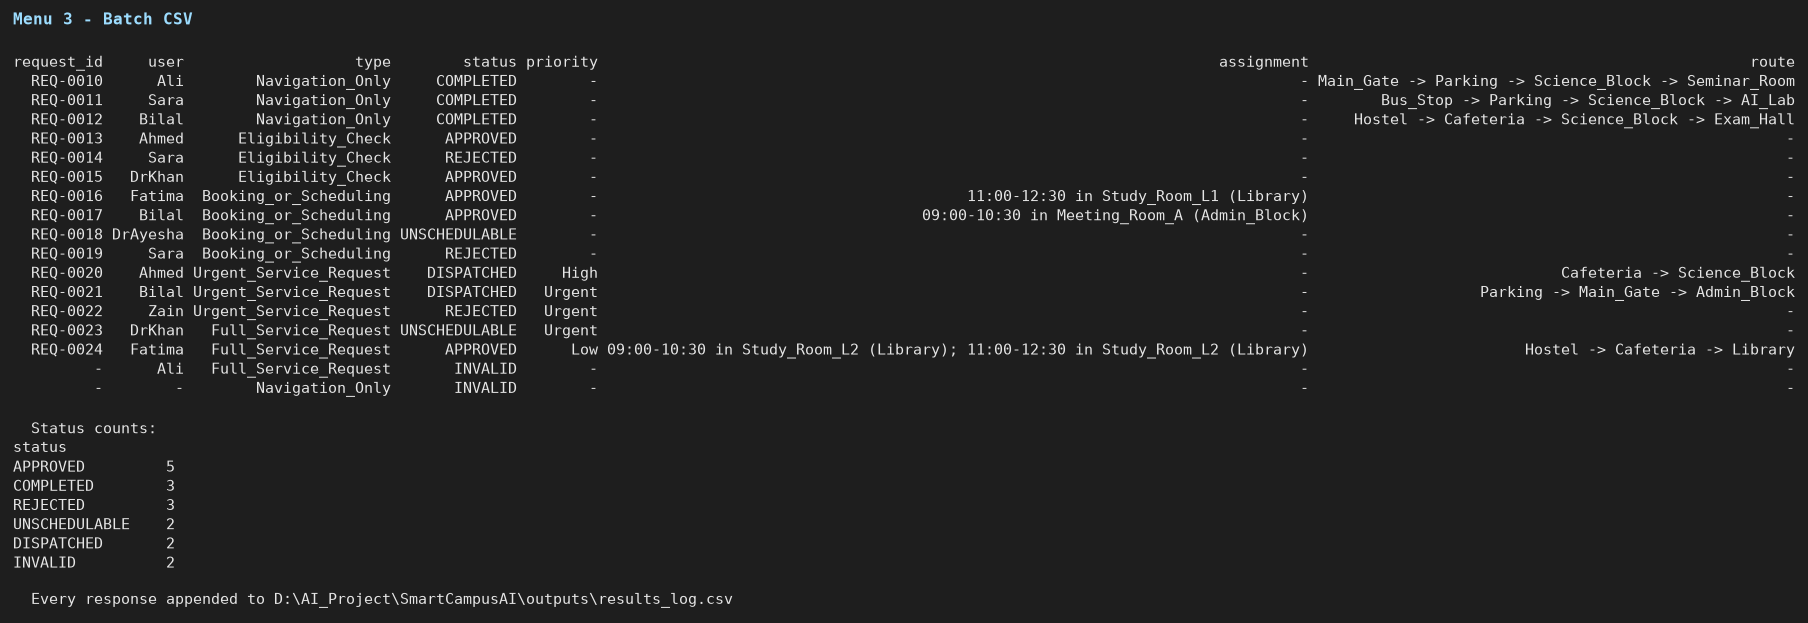 Menu 3 - Batch CSV
request_id     user                   type        status priority                                                                     assignment                                                 route
  REQ-0010      Ali        Navigation_Only     COMPLETED        -                                                                              - Main_Gate -> Parking -> Science_Block -> Seminar_Room
  REQ-0011     Sara        Navigation_Only     COMPLETED        -                                                                              -        Bus_Stop -> Parking -> Science_Block -> AI_Lab
  REQ-0012    Bilal        Navigation_Only     COMPLETED        -                                                                              -     Hostel -> Cafeteria -> Science_Block -> Exam_Hall
  REQ-0013    Ahmed      Eligibility_Check      APPROVED        -                                                                              -                                                     -
  REQ-0014     Sara      Eligibility_Check      REJECTED        -                                                                              -                                                     -
  REQ-0015   DrKhan      Eligibility_Check      APPROVED        -                                                                              -                                                     -
  REQ-0016   Fatima  Booking_or_Scheduling      APPROVED        -                                         11:00-12:30 in Study_Room_L1 (Library)                                                     -
  REQ-0017    Bilal  Booking_or_Scheduling      APPROVED        -                                    09:00-10:30 in Meeting_Room_A (Admin_Block)                                                     -
  REQ-0018 DrAyesha  Booking_or_Scheduling UNSCHEDULABLE        -                                                                              -                                                     -
  REQ-0019     Sara  Booking_or_Scheduling      REJECTED        -                                                                              -                                                     -
  REQ-0020    Ahmed Urgent_Service_Request    DISPATCHED     High                                                                              -                            Cafeteria -> Science_Block
  REQ-0021    Bilal Urgent_Service_Request    DISPATCHED   Urgent                                                                              -                   Parking -> Main_Gate -> Admin_Block
  REQ-0022     Zain Urgent_Service_Request      REJECTED   Urgent                                                                              -                                                     -
  REQ-0023   DrKhan   Full_Service_Request UNSCHEDULABLE   Urgent                                                                              -                                                     -
  REQ-0024   Fatima   Full_Service_Request      APPROVED      Low 09:00-10:30 in Study_Room_L2 (Library); 11:00-12:30 in Study_Room_L2 (Library)                        Hostel -> Cafeteria -> Library
         -      Ali   Full_Service_Request       INVALID        -                                                                              -                                                     -
         -        -        Navigation_Only       INVALID        -                                                                              -                                                     -
  Status counts:
status
APPROVED         5
COMPLETED        3
REJECTED         3
UNSCHEDULABLE    2
DISPATCHED       2
INVALID          2
  Every response appended to D:\AI_Project\SmartCampusAI\outputs\results_log.csv